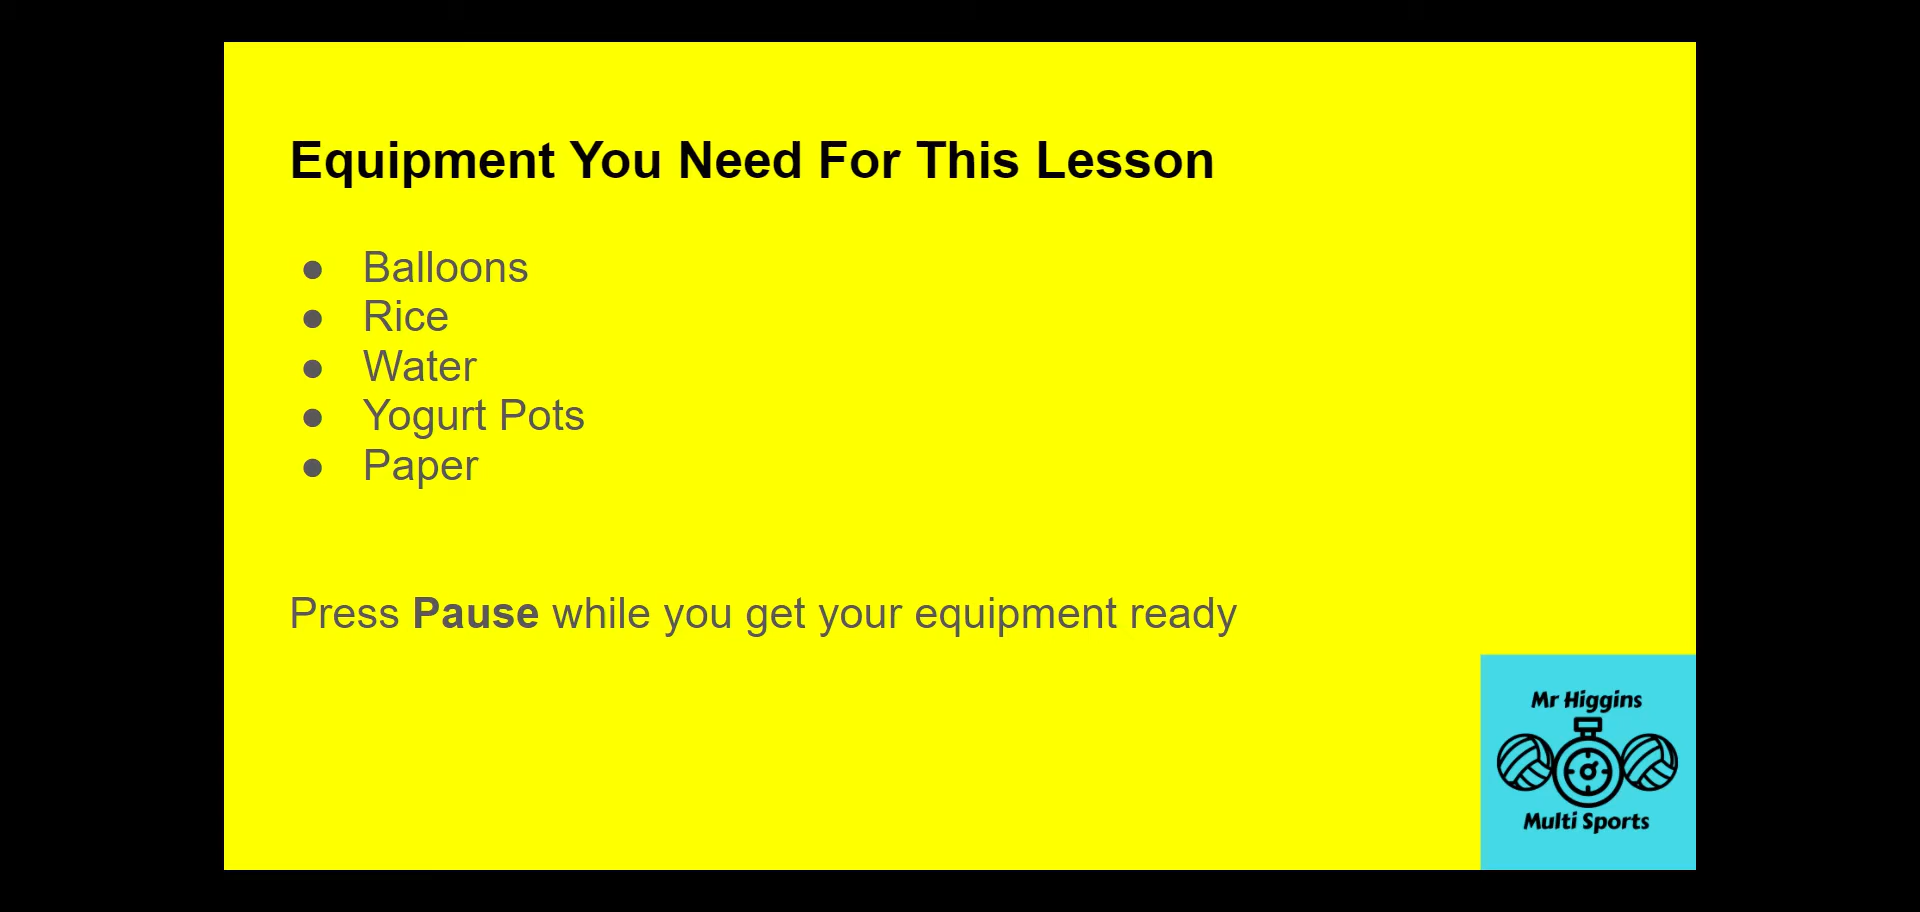 Equipment You Need For This Lesson
● Balloons
● Rice
● Water
● Yogurt Pots
● Paper
Press Pause while you get your equipment ready
Mr Higgins
Multi Sports